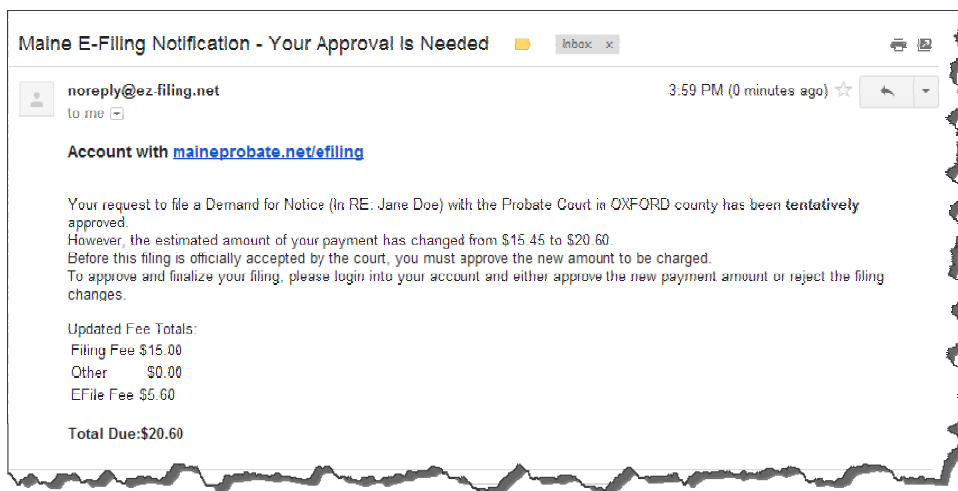 Maine E-Filing Notification - Your Approval Is Needed Inbox x
noreply@ez-filing.net 3:59 PM (0 minutes ago)
to me
Account with maineprobate.net/efiling
Your request to file a Demand for Notice (In RE: Jane Doe) with the Probate Court in OXFORD county has been tentatively
approved.
However, the estimated amount of your payment has changed from $15.45 to $20.60.
Before this filing is officially accepted by the court, you must approve the new amount to be charged.
To approve and finalize your filing, please login into your account and either approve the new payment amount or reject the filing
changes.
Updated Fee Totals:
Filing Fee $15.00
Other $0.00
EFile Fee $5.60
Total Due:$20.60